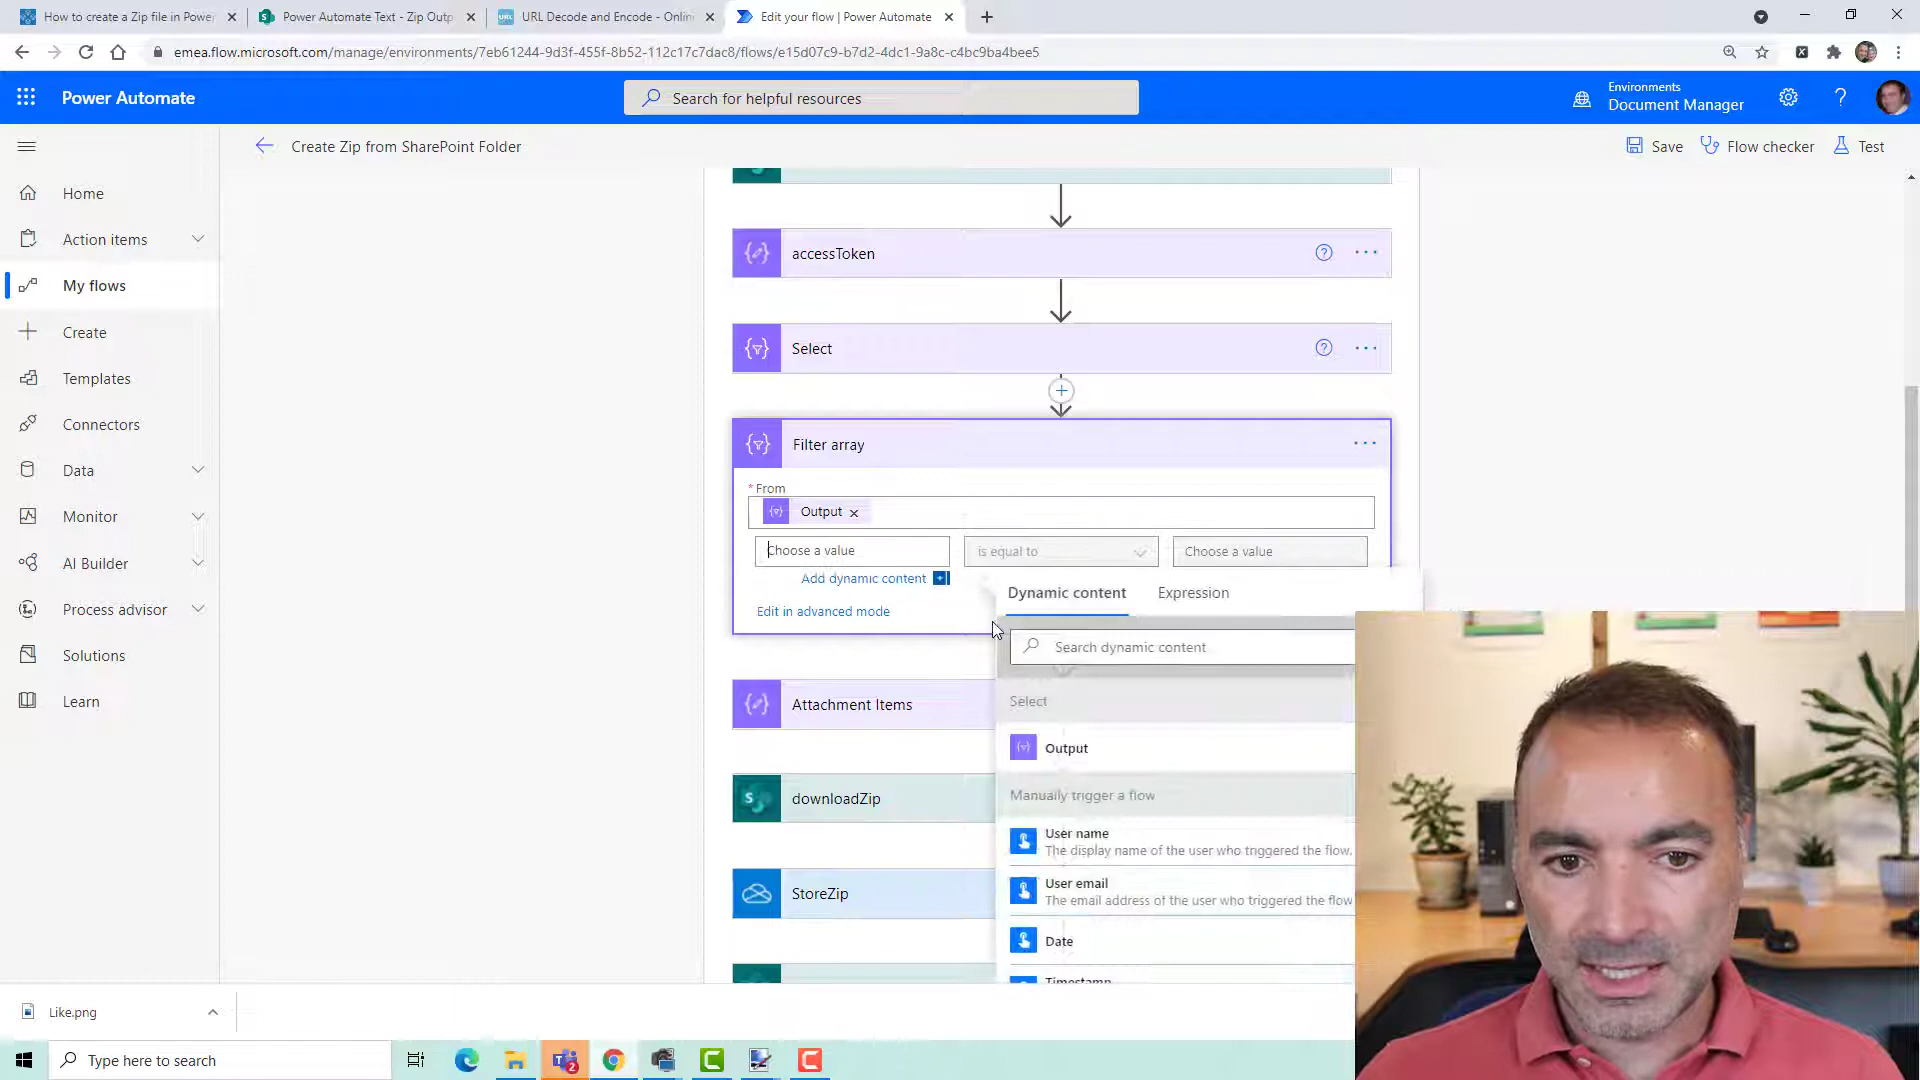 How to create a Zip file in Power
Power Automate Text - Zip Outp
URL Decode and Encode - Onlin
Edit your flow | Power Automate
emea.flow.microsoft.com/manage/environments/7eb61244-9d3f-455f-8b52-112c17c7dac8/flows/e15d07c9-b7d2-4dc1-9a8c-c4bc9ba4bee5
Power Automate
Search for helpful resources
Environments
Document Manager
Create Zip from SharePoint Folder
Save
Flow checker
Test
Home
Action items
My flows
Create
Templates
Connectors
Data
Monitor
AI Builder
Process advisor
Solutions
Learn
accessToken
Select
Filter array
* From
Output
Choose a value
is equal to
Choose a value
Add dynamic content
Edit in advanced mode
Dynamic content
Expression
Search dynamic content
Select
Output
Manually trigger a flow
User name
The display name of the user who triggered the flow.
User email
The email address of the user who triggered the flow
Date
Timestamp
Attachment Items
downloadZip
StoreZip
Like.png
Type here to search
2